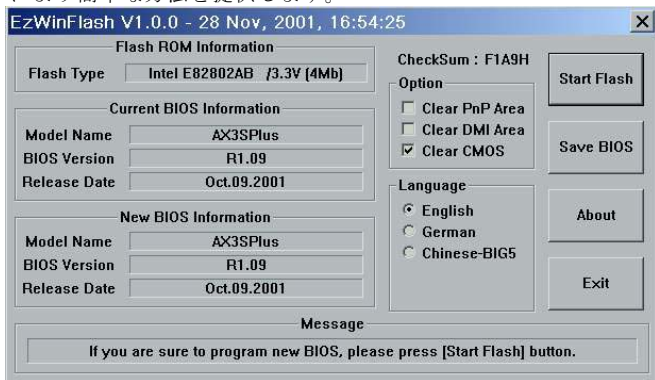 EzWinFlash V1.0.0 - 28 Nov, 2001, 16:54:25
Flash ROM Information
Flash Type Intel E82802AB /3.3V (4Mb)
Current BIOS Information
Model Name AX3SPlus
BIOS Version R1.09
Release Date Oct.09.2001
New BIOS Information
Model Name AX3SPlus
BIOS Version R1.09
Release Date Oct.09.2001
CheckSum : F1A9H
Option
Clear PnP Area
Clear DMI Area
Clear CMOS
Language
English
German
Chinese-BIG5
Start Flash
Save BIOS
About
Exit
Message
If you are sure to program new BIOS, please press [Start Flash] button.